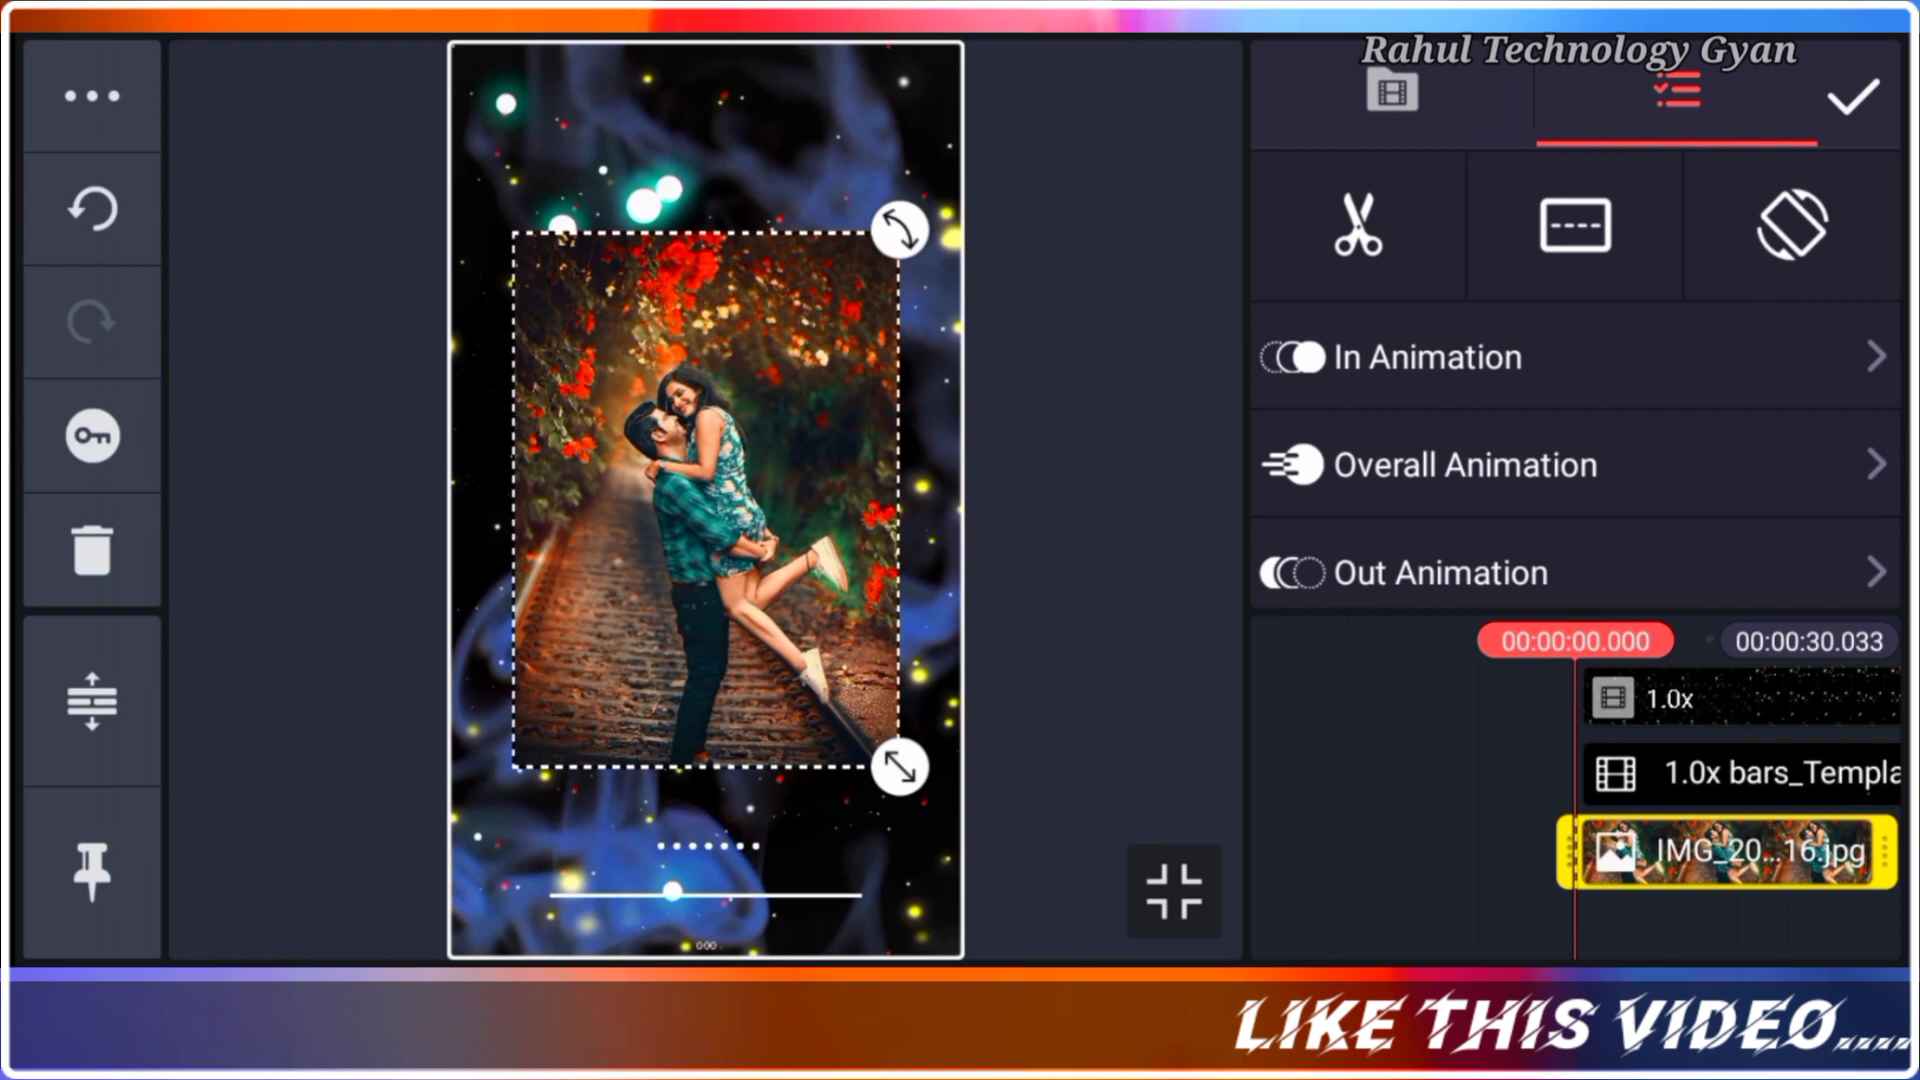 Rahul Technology Gyan
In Animation
Overall Animation
Out Animation
00:00:00.000
00:00:30.033
1.0x
1.0x bars_Templa
IMG_20...16.jpg
LIKE THIS VIDEO.....